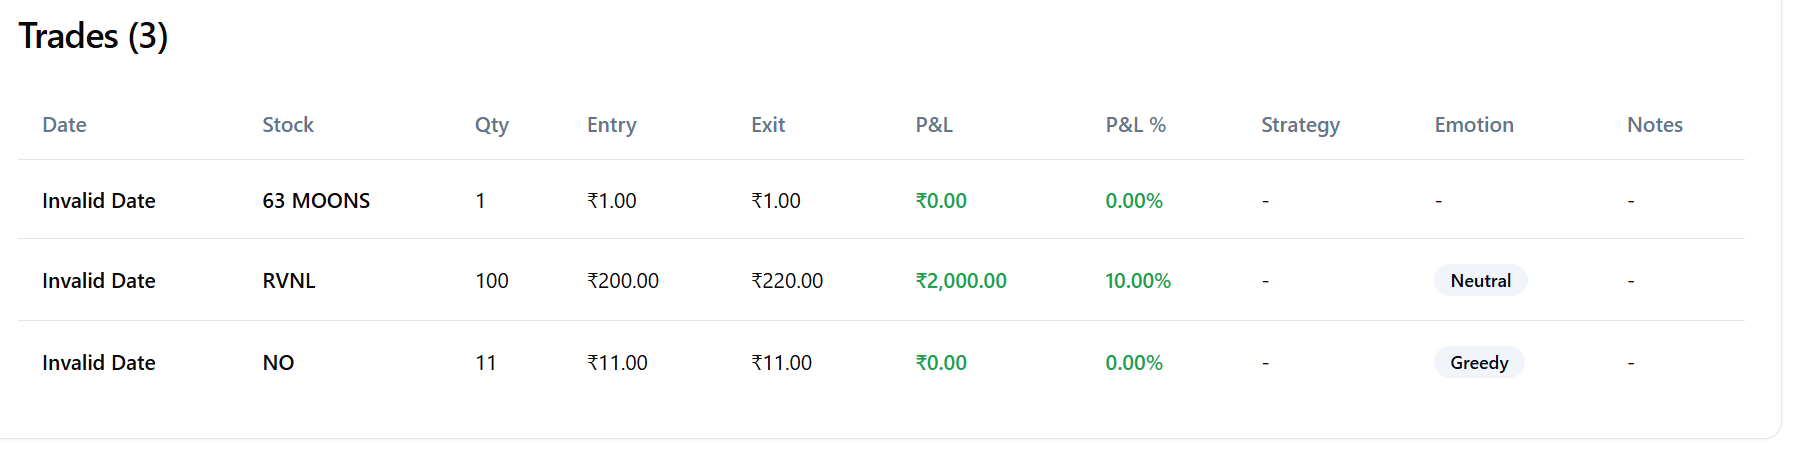 Trades (3)
Date Stock Qty Entry Exit P&L P&L % Strategy Emotion Notes
Invalid Date 63 MOONS 1 ₹1.00 ₹1.00 ₹0.00 0.00% - - -
Invalid Date RVNL 100 ₹200.00 ₹220.00 ₹2,000.00 10.00% - Neutral -
Invalid Date NO 11 ₹11.00 ₹11.00 ₹0.00 0.00% - Greedy -